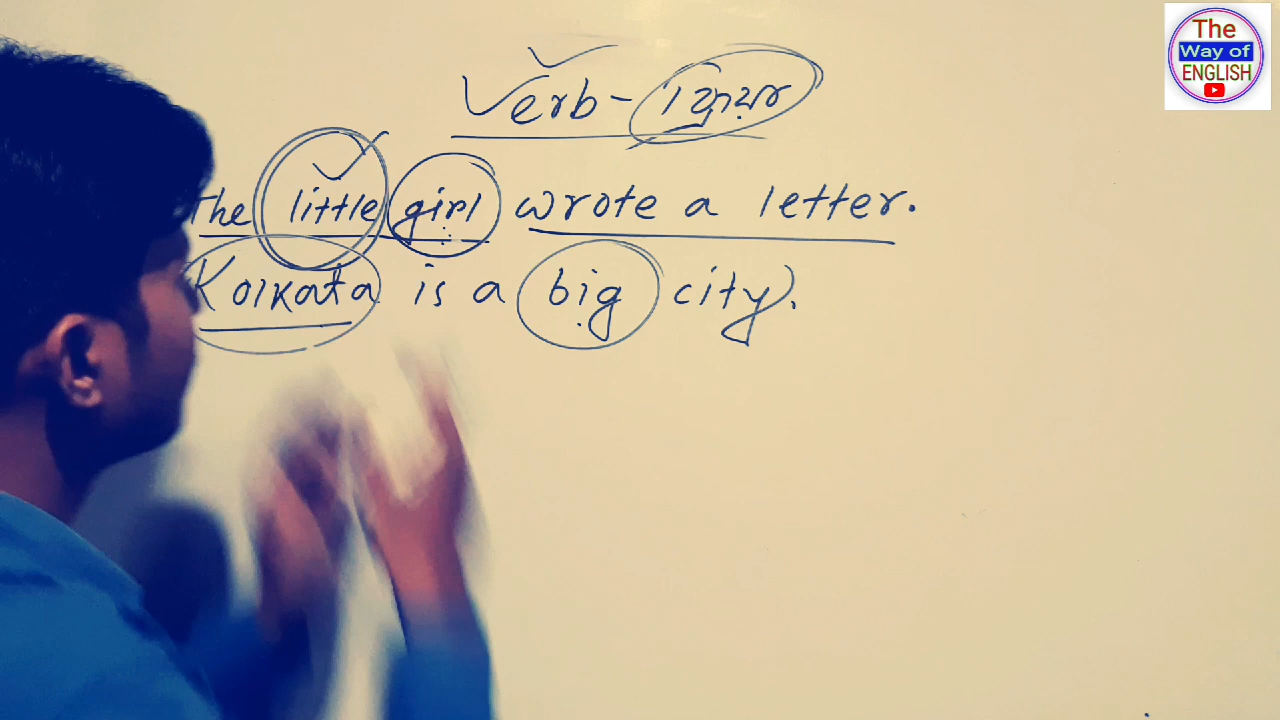 The
Way of
ENGLISH
Verb -
The little girl wrote a letter.
Kolkata is a big city.